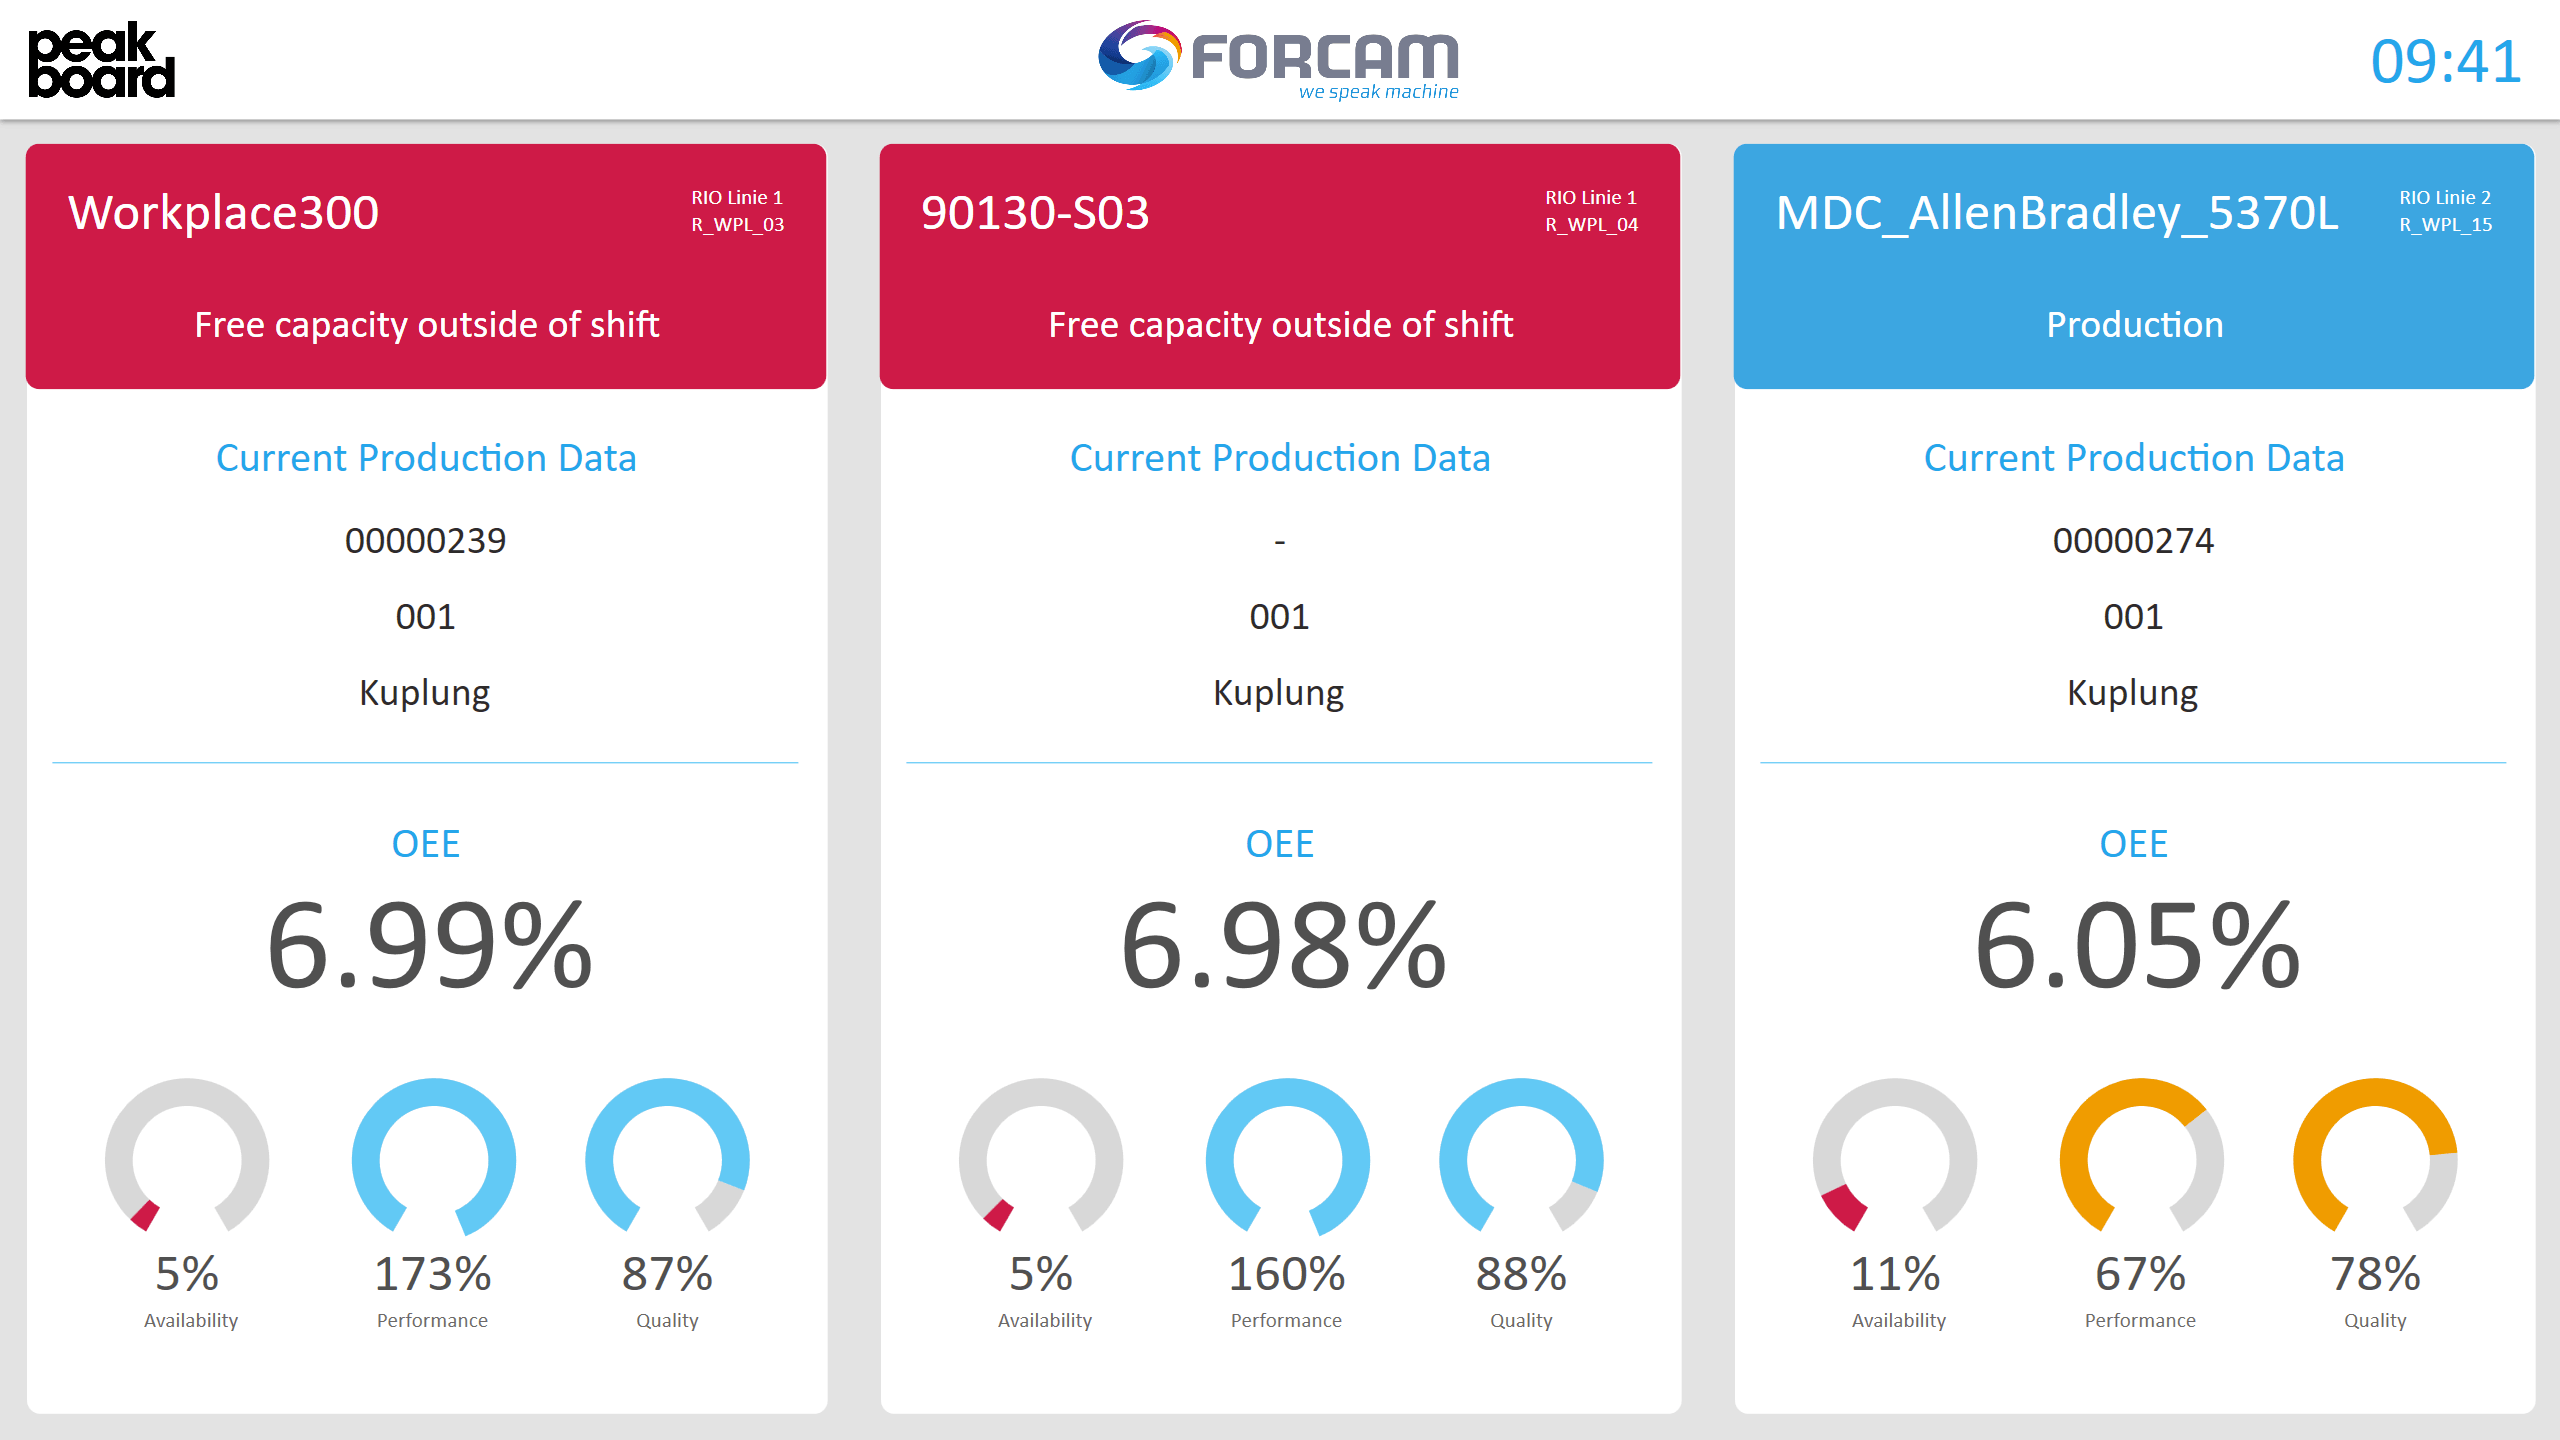 peak
board
FORCAM
we speak machine
09:41
Workplace300
RIO Linie 1
R_WPL_03
Free capacity outside of shift
Current Production Data
00000239
001
Kuplung
OEE
6.99%
5%
173%
87%
Availability
Performance
Quality
90130-S03
RIO Linie 1
R_WPL_04
Free capacity outside of shift
Current Production Data
-
001
Kuplung
OEE
6.98%
5%
160%
88%
Availability
Performance
Quality
MDC_AllenBradley_5370L
RIO Linie 2
R_WPL_15
Production
Current Production Data
00000274
001
Kuplung
OEE
6.05%
11%
67%
78%
Availability
Performance
Quality